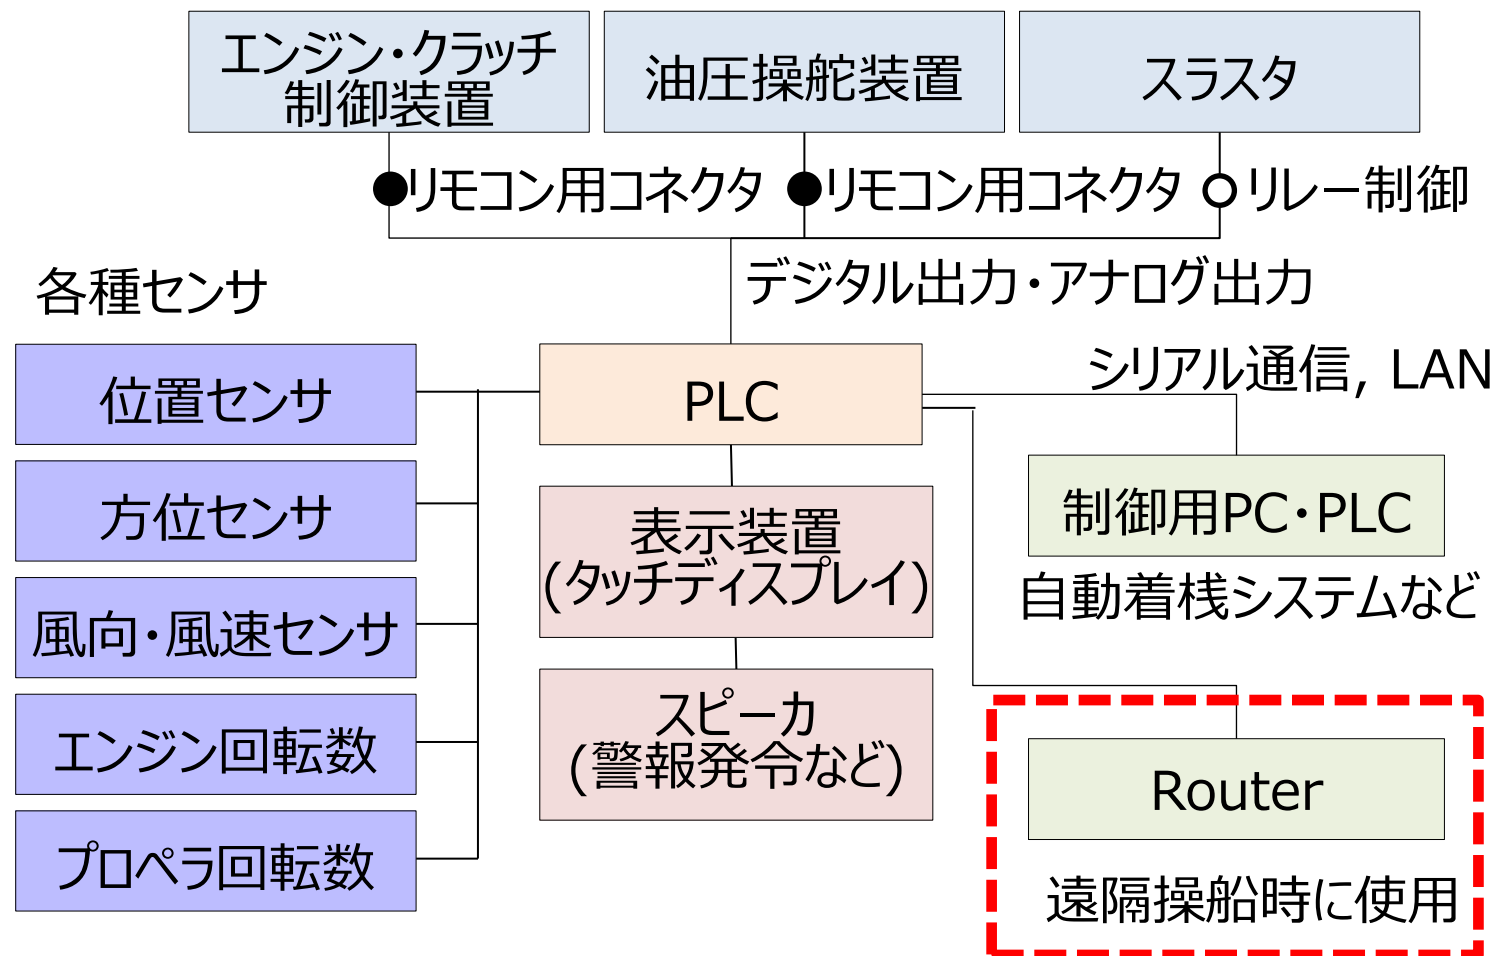 エンジン・クラッチ
制御装置
油圧操舵装置
スラスタ
リモコン用コネクタ
リモコン用コネクタ
リレー制御
デジタル出力・アナログ出力
各種センサ
位置センサ
方位センサ
風向・風速センサ
エンジン回転数
プロペラ回転数
PLC
表示装置
(タッチディスプレイ)
スピーカ
(警報発令など)
シリアル通信, LAN
制御用PC・PLC
自動着桟システムなど
Router
遠隔操船時に使用